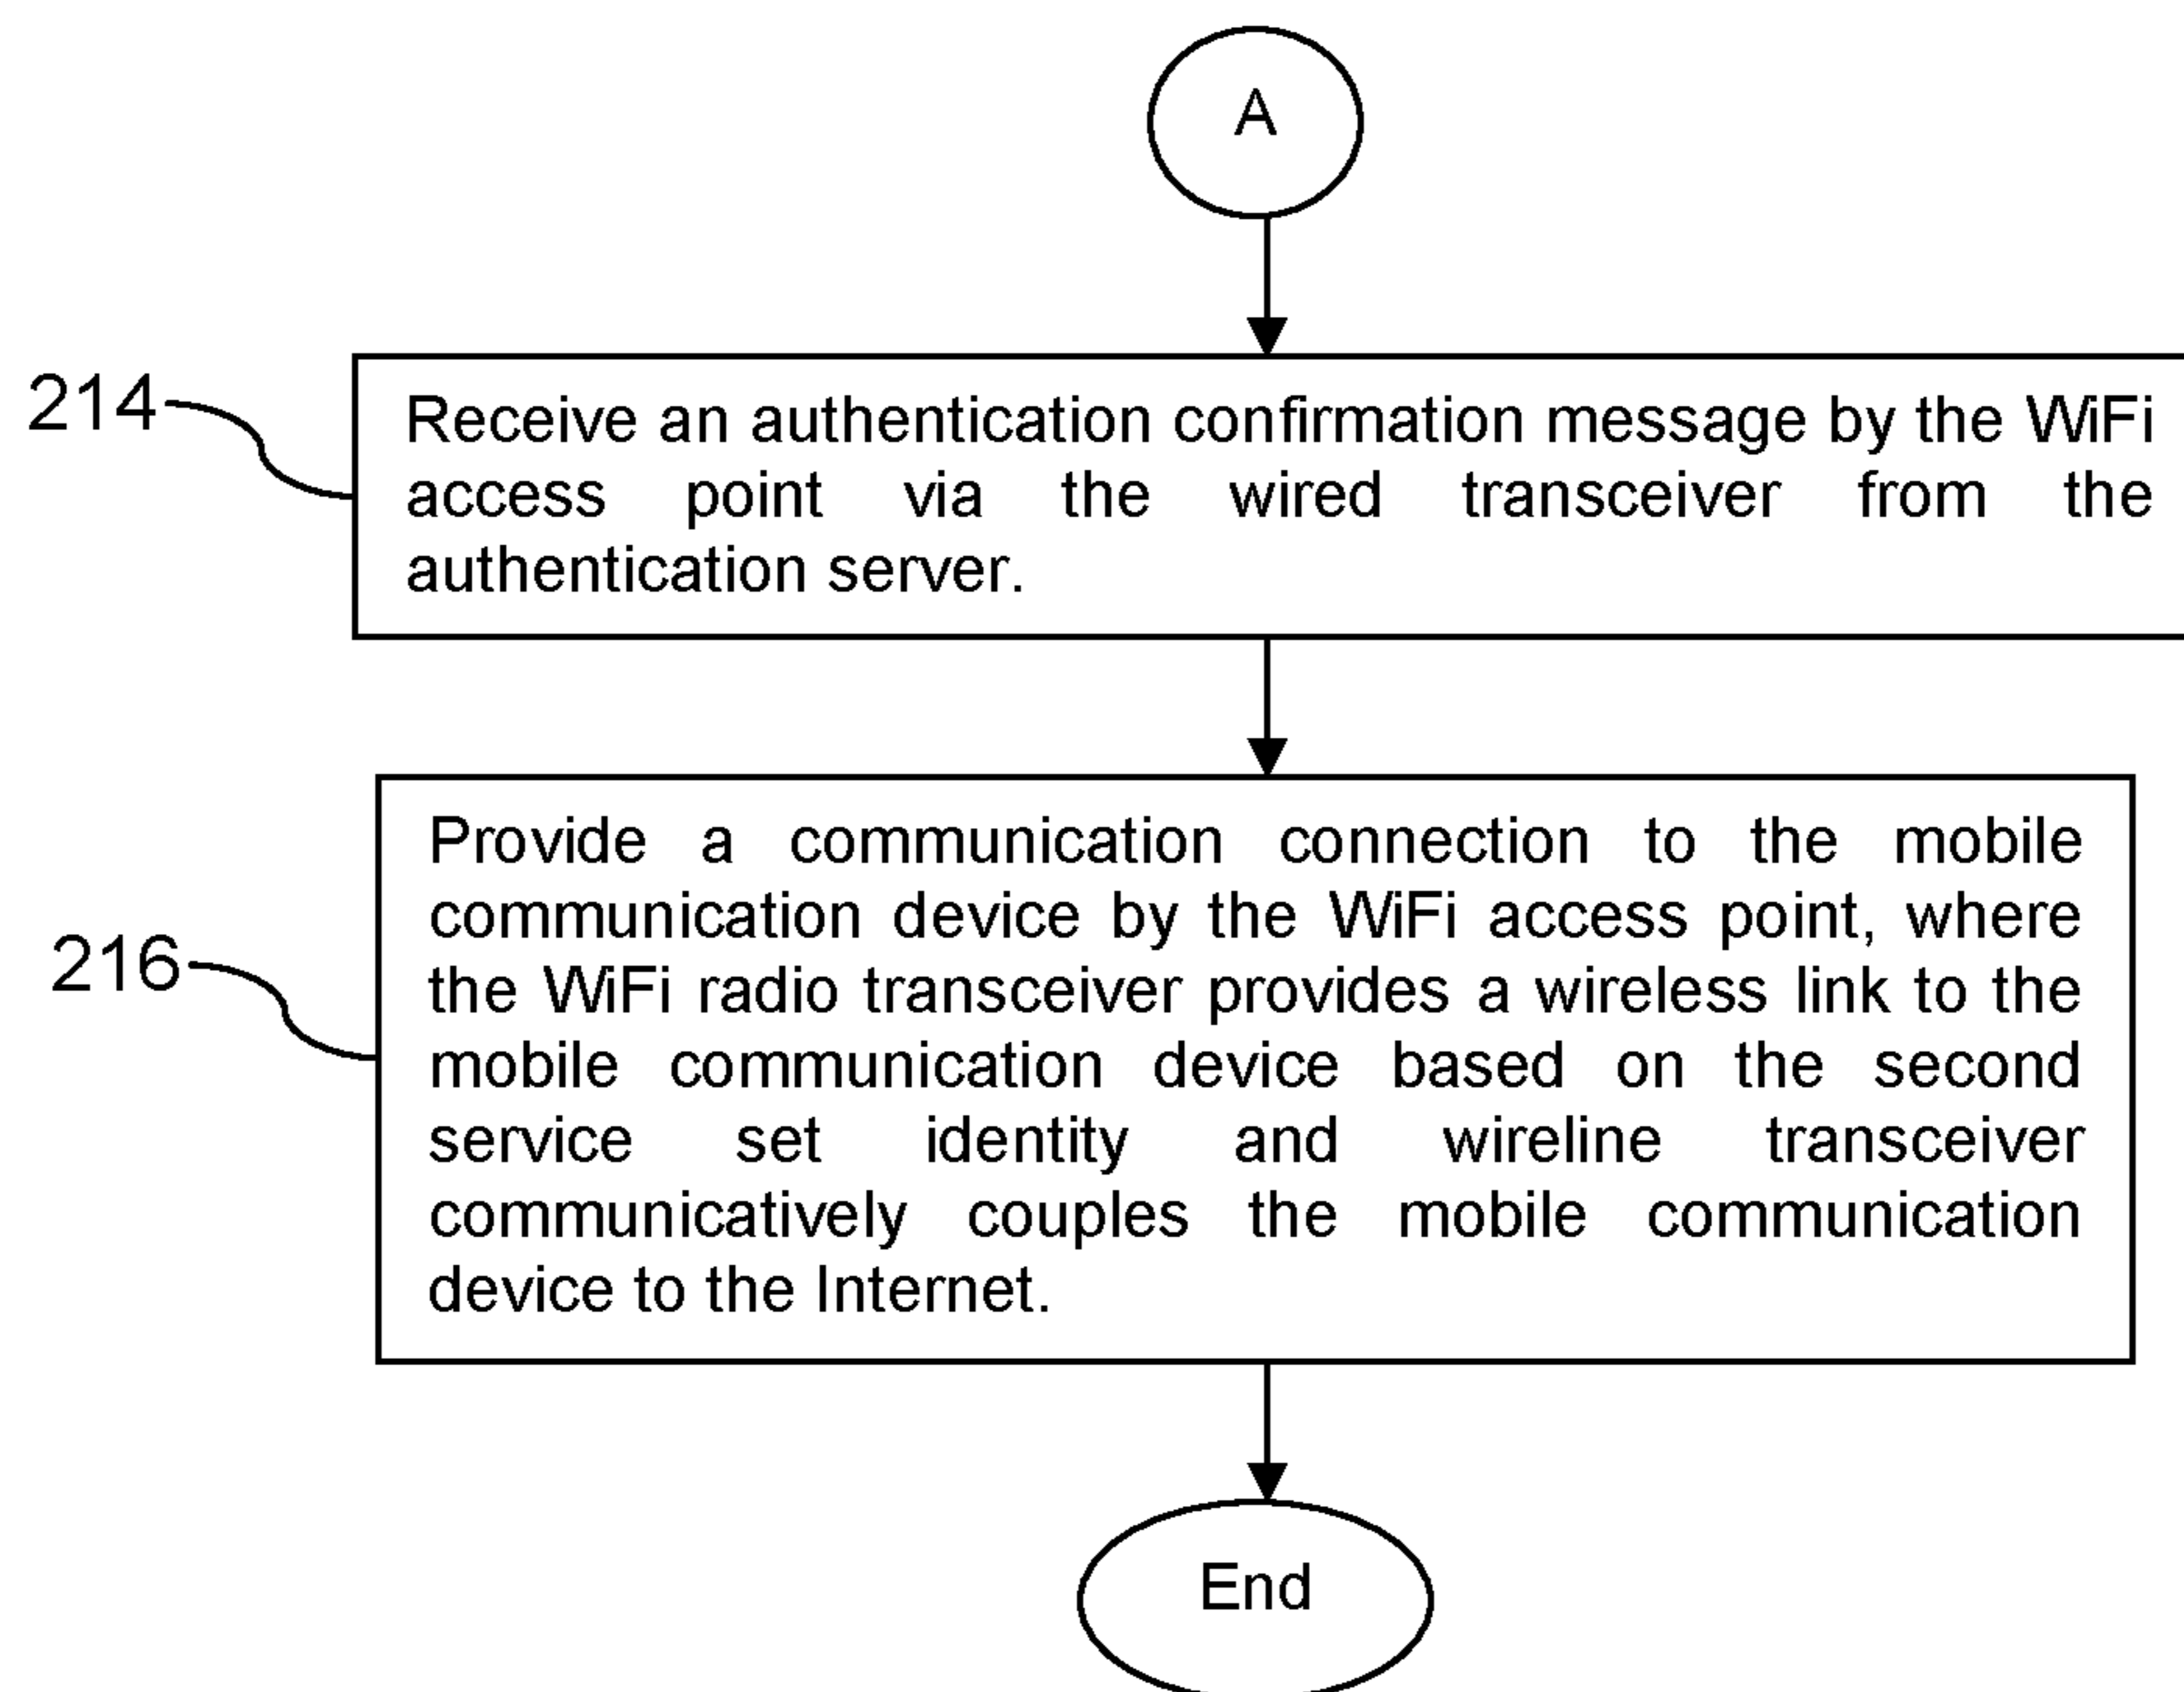 A
214
Receive an authentication confirmation message by the WiFi
access point via the wired transceiver from the
authentication server.
216
Provide a communication connection to the mobile
communication device by the WiFi access point, where
the WiFi radio transceiver provides a wireless link to the
mobile communication device based on the second
service set identity and wireline transceiver
communicatively couples the mobile communication
device to the Internet.
End